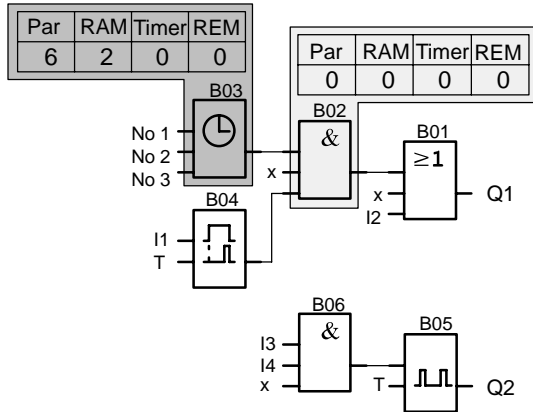 Par RAM Timer REM
6 2 0 0
Par RAM Timer REM
0 0 0 0
B03
No 1
No 2
No 3
B02
&
x
B01
≥1
x
I2
Q1
B04
I1
T
B06
&
I3
I4
x
B05
T
Q2